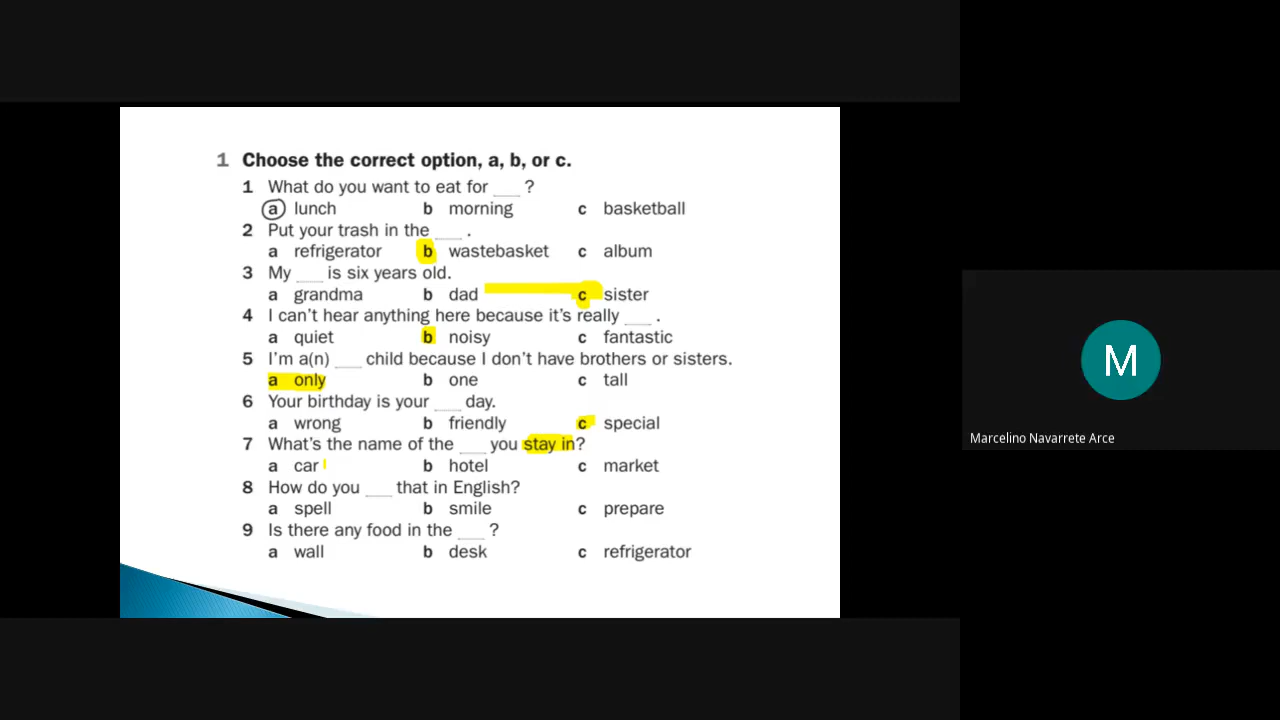 1 Choose the correct option, a, b, or c.
1 What do you want to eat for ___ ?
a lunch b morning c basketball
2 Put your trash in the ___ .
a refrigerator b wastebasket c album
3 My ___ is six years old.
a grandma b dad c sister
4 I can't hear anything here because it's really ___ .
a quiet b noisy c fantastic
5 I'm a(n) ___ child because I don't have brothers or sisters.
a only b one c tall
6 Your birthday is your ___ day.
a wrong b friendly c special
7 What's the name of the ___ you stay in?
a car b hotel c market
8 How do you ___ that in English?
a spell b smile c prepare
9 Is there any food in the ___ ?
a wall b desk c refrigerator
M
Marcelino Navarrete Arce